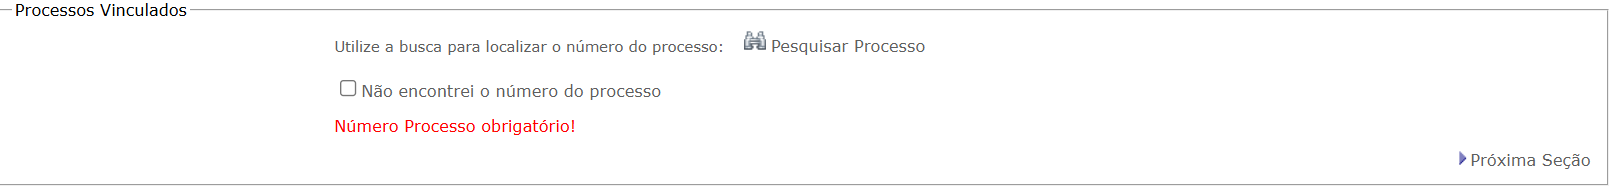 Processos Vinculados
Utilize a busca para localizar o número do processo: Pesquisar Processo
Não encontrei o número do processo
Número Processo obrigatório!
Próxima Seção